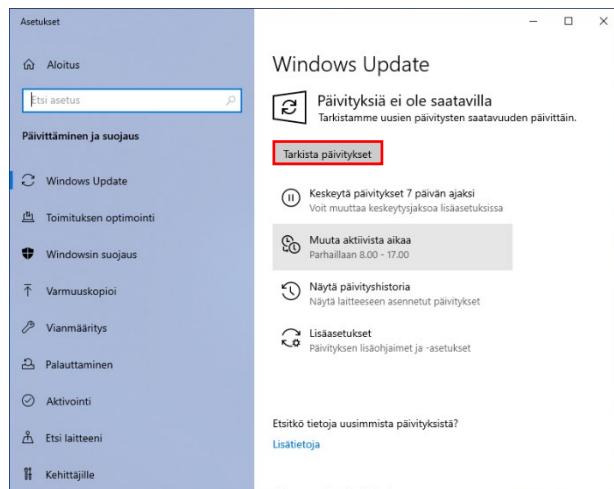 Asetukset
Aloitus
Etsi asetus
Päivittäminen ja suojaus
Windows Update
Toimituksen optimointi
Windowsin suojaus
Varmuuskopioi
Vianmääritys
Palauttaminen
Aktivointi
Etsi laitteeni
Kehittäjille
Windows Update
Päivityksiä ei ole saatavilla
Tarkistamme uusien päivitysten saatavuuden päivittäin.
Tarkista päivitykset
Keskeytä päivitykset 7 päivän ajaksi
Voit muuttaa keskeytysjaksoa lisäasetuksissa
Muuta aktiivista aikaa
Parhaillaan 8.00 - 17.00
Näytä päivityshistoria
Näytä laitteeseen asennetut päivitykset
Lisäasetukset
Päivityksen lisäohjaimet ja -asetukset
Etsitkö tietoja uusimmista päivityksistä?
Lisätietoja